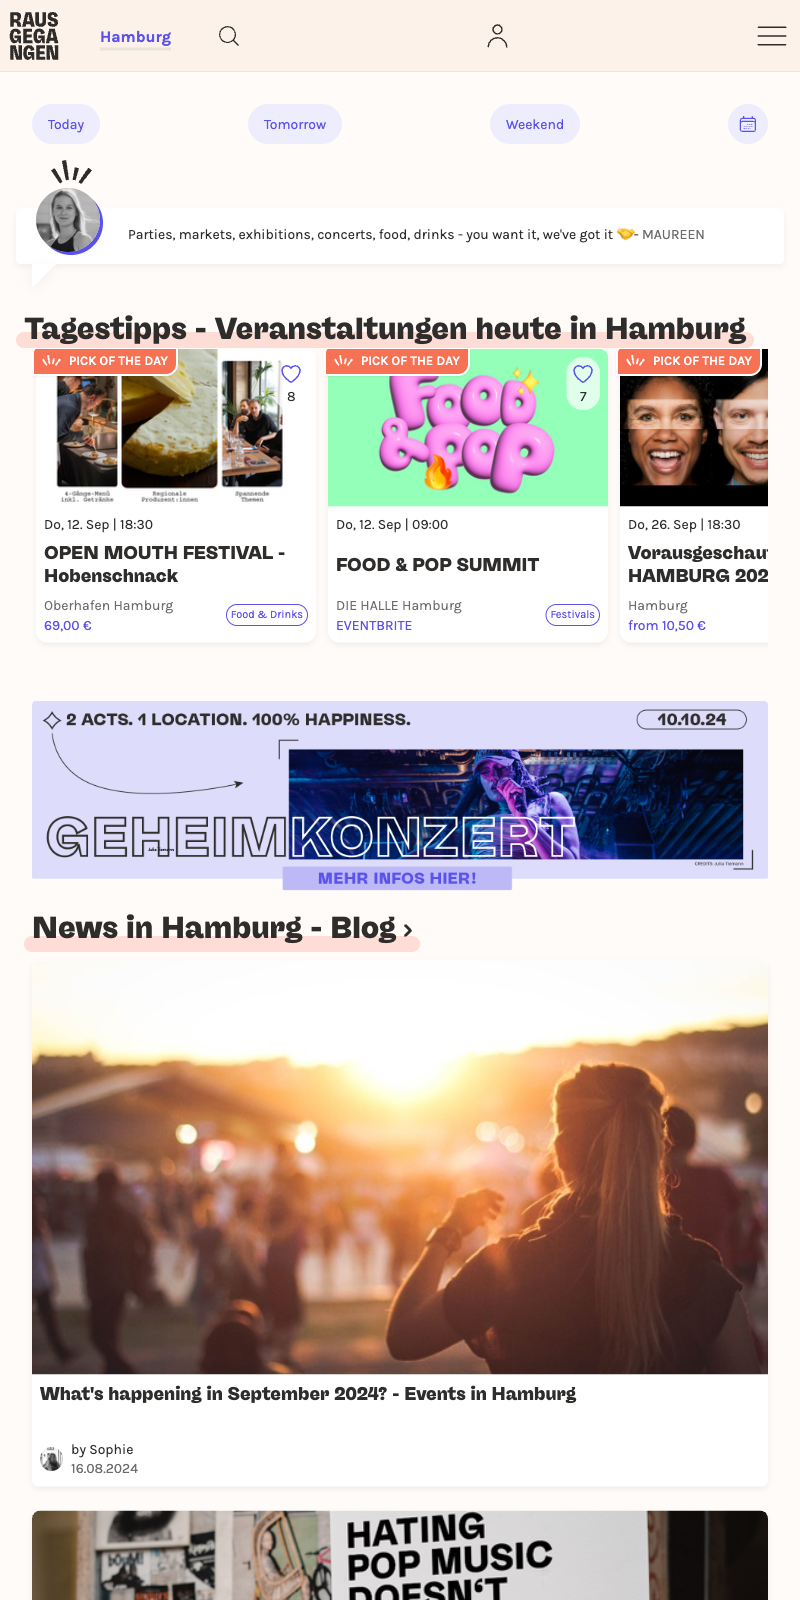 RAUS
GEGA
NGEN
Hamburg
Today
Tomorrow
Weekend
Parties, markets, exhibitions, concerts, food, drinks - you want it, we've got it 🤝- MAUREEN
Tagestipps - Veranstaltungen heute in Hamburg
PICK OF THE DAY
8
4-Gänge-Menü
inkl. Getränke
Regionale
Produzent:innen
Spannende
Themen
Do, 12. Sep | 18:30
OPEN MOUTH FESTIVAL -
Hobenschnack
Oberhafen Hamburg
69,00 €
Food & Drinks
PICK OF THE DAY
7
FOOD
& POP
Do, 12. Sep | 09:00
FOOD & POP SUMMIT
DIE HALLE Hamburg
EVENTBRITE
Festivals
PICK OF THE DAY
Do, 26. Sep | 18:30
Vorausgeschaut
HAMBURG 202
Hamburg
from 10,50 €
2 ACTS. 1 LOCATION. 100% HAPPINESS.
10.10.24
GEHEIMKONZERT
MEHR INFOS HIER!
News in Hamburg - Blog ›
What's happening in September 2024? - Events in Hamburg
by Sophie
16.08.2024
HATING
POP MUSIC
DOESN'T